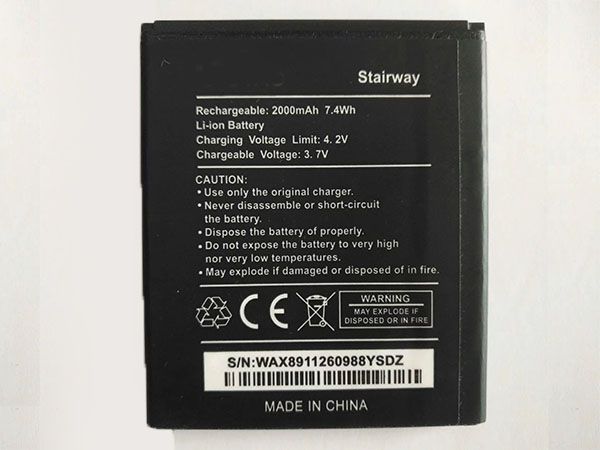 Stairway
Rechargeable: 2000mAh 7.4Wh
Li-ion Battery
Charging Voltage Limit: 4. 2V
Chargeable Voltage: 3. 7V
CAUTION:
• Use only the original charger.
• Never disassemble or short-circuit
the battery.
• Dispose the battery of properly.
• Do not expose the battery to very high
nor very low temperatures.
• May explode if damaged or disposed of in fire.
CE
WARNING
MAY EXPLODE IF
DISPOSED OR IN FIRE
S/N:WAX8911260988YSDZ
MADE IN CHINA